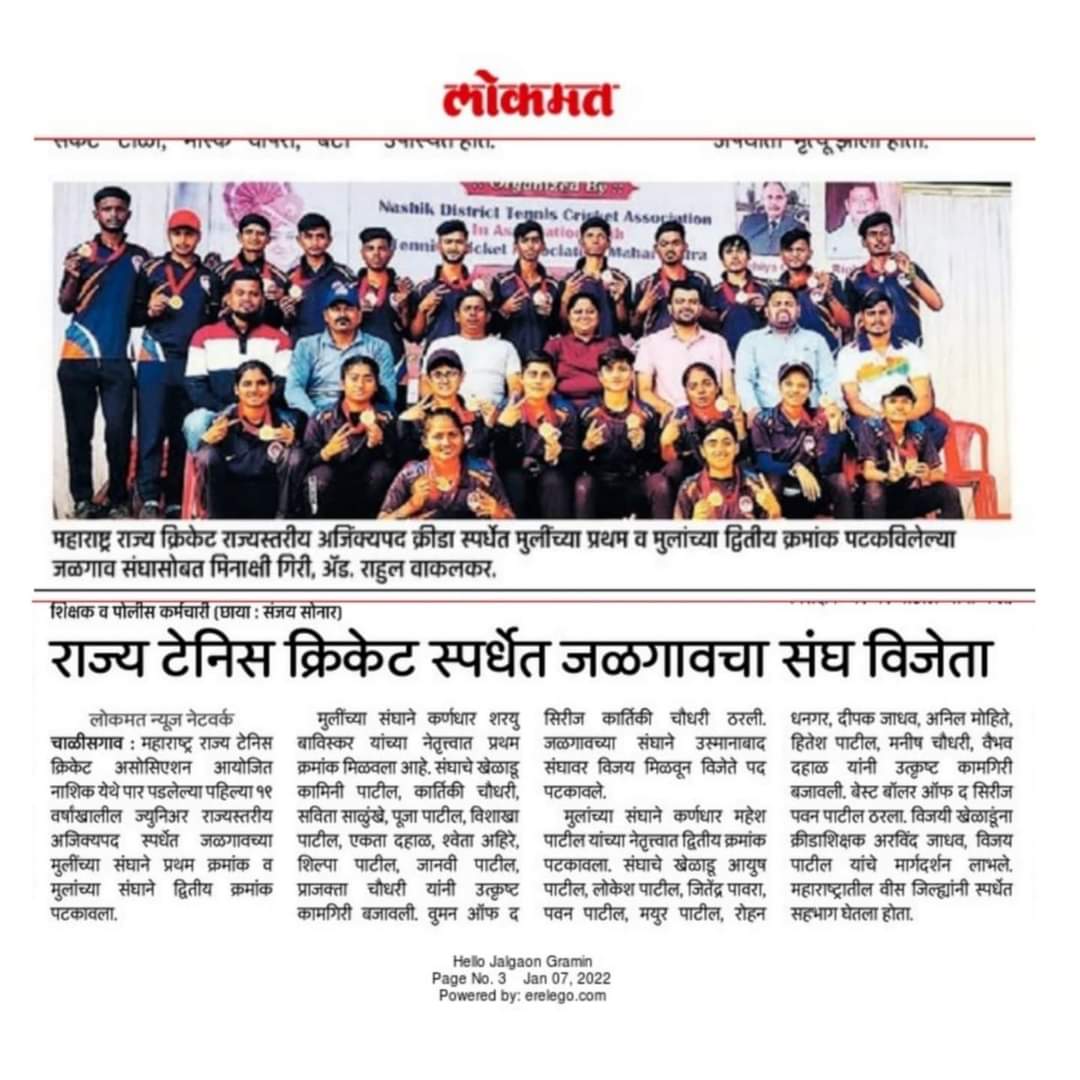 लोकमत
संकट टाळा, मास्क वापरा, बेटी उपस्थित होते.
अपघाती मृत्यू झाला होता.
Organized By
Nashik District Tennis Cricket Association
In Association
Tennis Cricket Association Maharashtra
महाराष्ट्र राज्य क्रिकेट राज्यस्तरीय अजिंक्यपद क्रीडा स्पर्धेत मुलींच्या प्रथम व मुलांच्या द्वितीय क्रमांक पटकविलेल्या
जळगाव संघासोबत मिनाक्षी गिरी, ॲड. राहुल वाकलकर.
शिक्षक व पोलीस कर्मचारी (छाया : संजय सोनार)
राज्य टेनिस क्रिकेट स्पर्धेत जळगावचा संघ विजेता
लोकमत न्यूज नेटवर्क
चाळीसगाव : महाराष्ट्र राज्य टेनिस
क्रिकेट असोसिएशन आयोजित
नाशिक येथे पार पडलेल्या पहिल्या १९
वर्षाखालील ज्युनिअर राज्यस्तरीय
अजिक्यपद स्पर्धेत जळगावच्या
मुलींच्या संघाने प्रथम क्रमांक व
मुलांच्या संघाने द्वितीय क्रमांक
पटकावला.
मुलींच्या संघाने कर्णधार शरयु
बाविस्कर यांच्या नेतृत्वात प्रथम
क्रमांक मिळवला आहे. संघाचे खेळाडू
कामिनी पाटील, कार्तिकी चौधरी,
सविता साळुंखे, पूजा पाटील, विशाखा
पाटील, एकता दहाळ, श्वेता अहिरे,
शिल्पा पाटील, जानवी पाटील,
प्राजक्ता चौधरी यांनी उत्कृष्ट
कामगिरी बजावली. वुमन ऑफ द
सिरीज कार्तिकी चौधरी ठरली.
जळगावच्या संघाने उस्मानाबाद
संघावर विजय मिळवून विजेते पद
पटकावले.
मुलांच्या संघाने कर्णधार महेश
पाटील यांच्या नेतृत्वात द्वितीय क्रमांक
पटकावला. संघाचे खेळाडू आयुष
पाटील, लोकेश पाटील, जितेंद्र पावरा,
पवन पाटील, मयुर पाटील, रोहन
धनगर, दीपक जाधव, अनिल मोहिते,
हितेश पाटील, मनीष चौधरी, वैभव
दहाळ यांनी उत्कृष्ट कामगिरी
बजावली. बेस्ट बॉलर ऑफ द सिरीज
पवन पाटील ठरला. विजयी खेळाडूंना
क्रीडाशिक्षक अरविंद जाधव, विजय
पाटील यांचे मार्गदर्शन लाभले.
महाराष्ट्रातील वीस जिल्ह्यांनी स्पर्धेत
सहभाग घेतला होता.
Hello Jalgaon Gramin
Page No. 3 Jan 07, 2022
Powered by: erelego.com